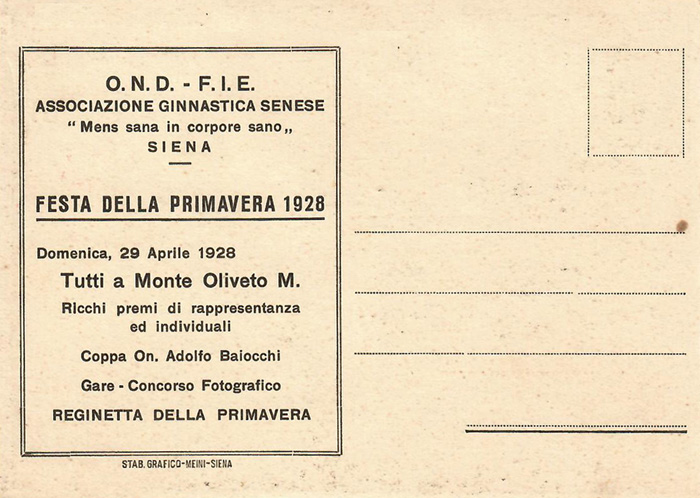 O.N.D. - F.I.E.
ASSOCIAZIONE GINNASTICA SENESE
“ Mens sana in corpore sano „
SIENA
FESTA DELLA PRIMAVERA 1928
Domenica, 29 Aprile 1928
Tutti a Monte Oliveto M.
Ricchi premi di rappresentanza
ed individuali
Coppa On. Adolfo Baiocchi
Gare - Concorso Fotografico
REGINETTA DELLA PRIMAVERA
STAB. GRAFICO-MEINI-SIENA